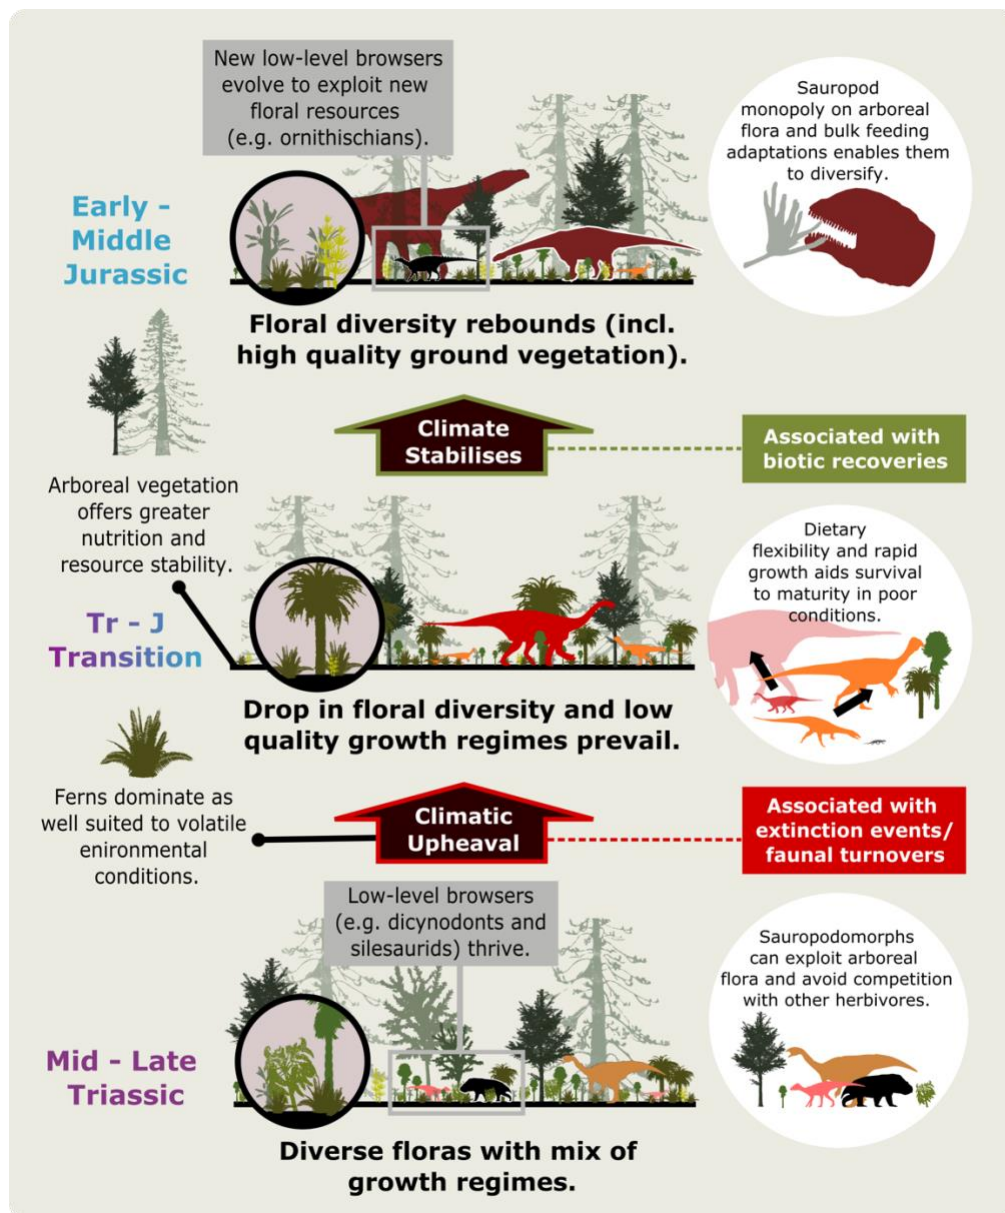 New low-level browsers
evolve to exploit new
floral resources
(e.g. ornithischians).
Sauropod
monopoly on arboreal
flora and bulk feeding
adaptations enables them
to diversify.
Early -
Middle
Jurassic
Floral diversity rebounds (incl.
high quality ground vegetation).
Climate
Stabilises
Associated with
biotic recoveries
Arboreal vegetation
offers greater
nutrition and
resource stability.
Dietary
flexibility and rapid
growth aids survival
to maturity in poor
conditions.
Tr - J
Transition
Drop in floral diversity and low
quality growth regimes prevail.
Ferns dominate as
well suited to volatile
enironmental
conditions.
Climatic
Upheaval
Associated with
extinction events/
faunal turnovers
Low-level browsers
(e.g. dicynodonts and
silesaurids) thrive.
Sauropodomorphs
can exploit arboreal
flora and avoid competition
with other herbivores.
Mid - Late
Triassic
Diverse floras with mix of
growth regimes.